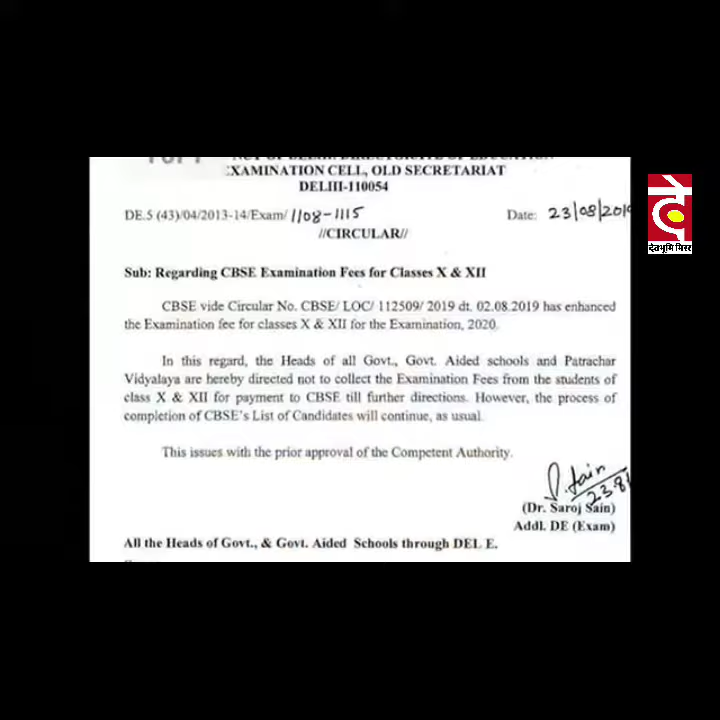 EXAMINATION CELL, OLD SECRETARIAT
DELHI-110054
DE.5 (43)/04/2013-14/Exam/ 1108-1115 Date: 23/08/2019
//CIRCULAR//
Sub: Regarding CBSE Examination Fees for Classes X & XII
CBSE vide Circular No. CBSE/ LOC/ 112509/ 2019 dt. 02.08.2019 has enhanced
the Examination fee for classes X & XII for the Examination, 2020.
In this regard, the Heads of all Govt., Govt. Aided schools and Patrachar
Vidyalaya are hereby directed not to collect the Examination Fees from the students of
class X & XII for payment to CBSE till further directions. However, the process of
completion of CBSE's List of Candidates will continue, as usual.
This issues with the prior approval of the Competent Authority.
S. Sain
23.8
(Dr. Saroj Sain)
Addl. DE (Exam)
All the Heads of Govt., & Govt. Aided Schools through DEL E.
दे
देवभूमि मिरर